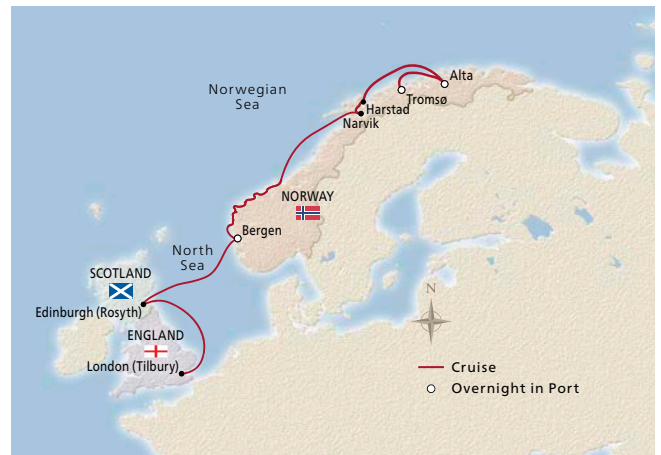 Norwegian
Sea
Alta
Tromsø
Harstad
Narvik
NORWAY
Bergen
North
Sea
SCOTLAND
Edinburgh (Rosyth)
ENGLAND
London (Tilbury)
N
Cruise
Overnight in Port